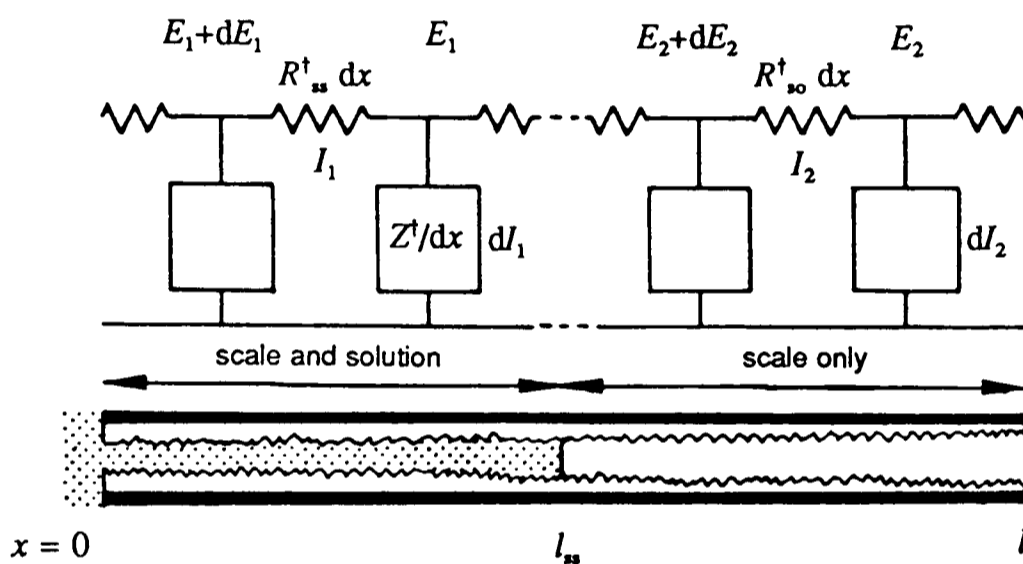 E₁+dE₁ E₁ E₂+dE₂ E₂
R†ss dx R†so dx
I₁ I₂
Z†/dx dI₁ dI₂
scale and solution scale only
x = 0 lss l